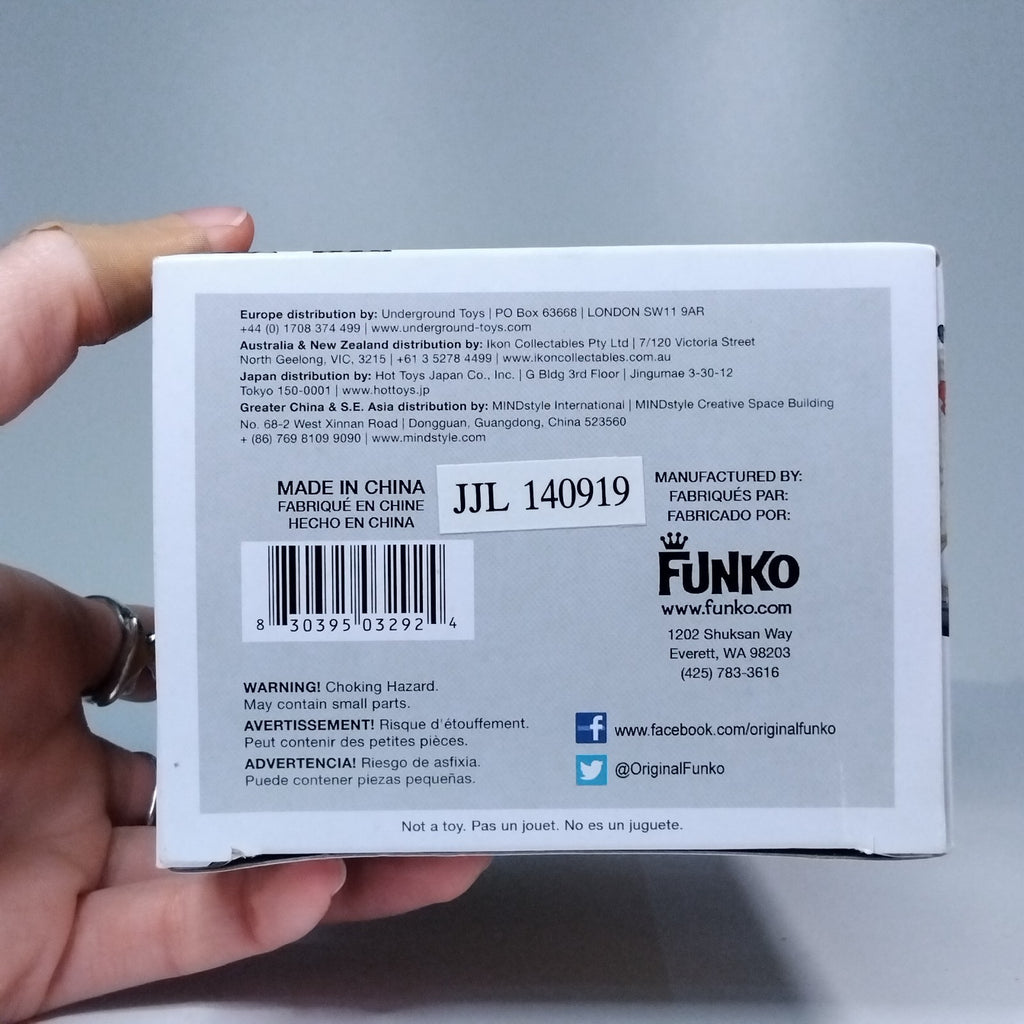 Europe distribution by: Underground Toys | PO Box 63668 | LONDON SW11 9AR
+44 (0) 1708 374 499 | www.underground-toys.com
Australia & New Zealand distribution by: Ikon Collectables Pty Ltd | 7/120 Victoria Street
North Geelong, VIC, 3215 | +61 3 5278 4499 | www.ikoncollectables.com.au
Japan distribution by: Hot Toys Japan Co., Inc. | G Bldg 3rd Floor | Jingumae 3-30-12
Tokyo 150-0001 | www.hottoys.jp
Greater China & S.E. Asia distribution by: MINDstyle International | MINDstyle Creative Space Building
No. 68-2 West Xinnan Road | Dongguan, Guangdong, China 523560
+ (86) 769 8109 9090 | www.mindstyle.com
MADE IN CHINA
FABRIQUÉ EN CHINE
HECHO EN CHINA
JJL 140919
MANUFACTURED BY:
FABRIQUÉS PAR:
FABRICADO POR:
FUNKO
www.funko.com
1202 Shuksan Way
Everett, WA 98203
(425) 783-3616
8 30395 03292 4
WARNING! Choking Hazard.
May contain small parts.
AVERTISSEMENT! Risque d'étouffement.
Peut contenir des petites pièces.
ADVERTENCIA! Riesgo de asfixia.
Puede contener piezas pequeñas.
f www.facebook.com/originalfunko
@OriginalFunko
Not a toy. Pas un jouet. No es un juguete.